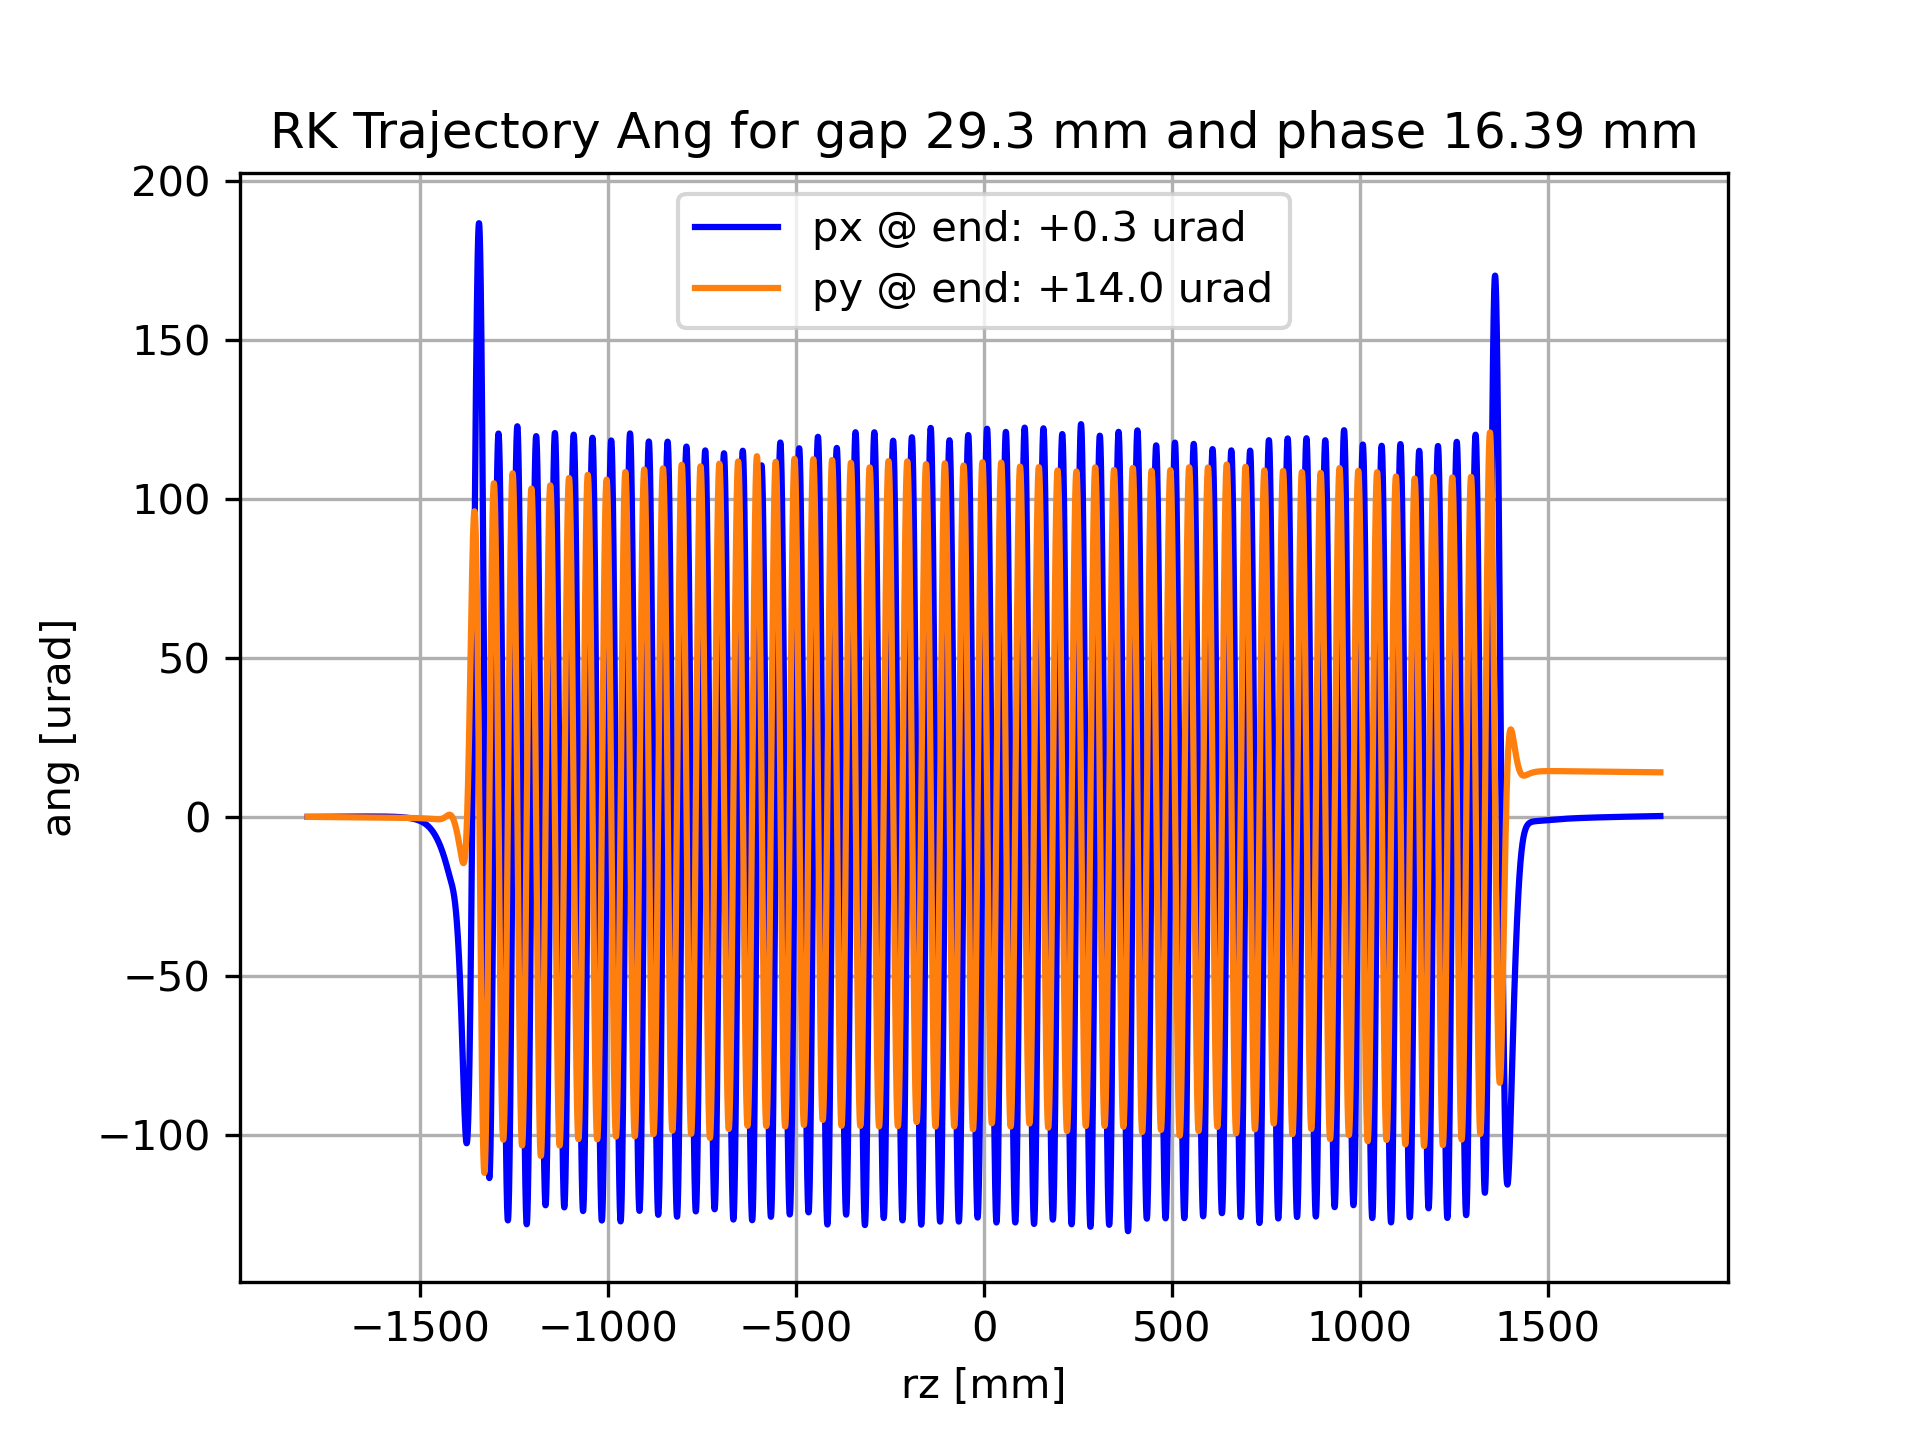 RK Trajectory Ang for gap 29.3 mm and phase 16.39 mm
px @ end: +0.3 urad
py @ end: +14.0 urad
200
150
100
50
0
−50
−100
ang [urad]
−1500 −1000 −500 0 500 1000 1500
rz [mm]